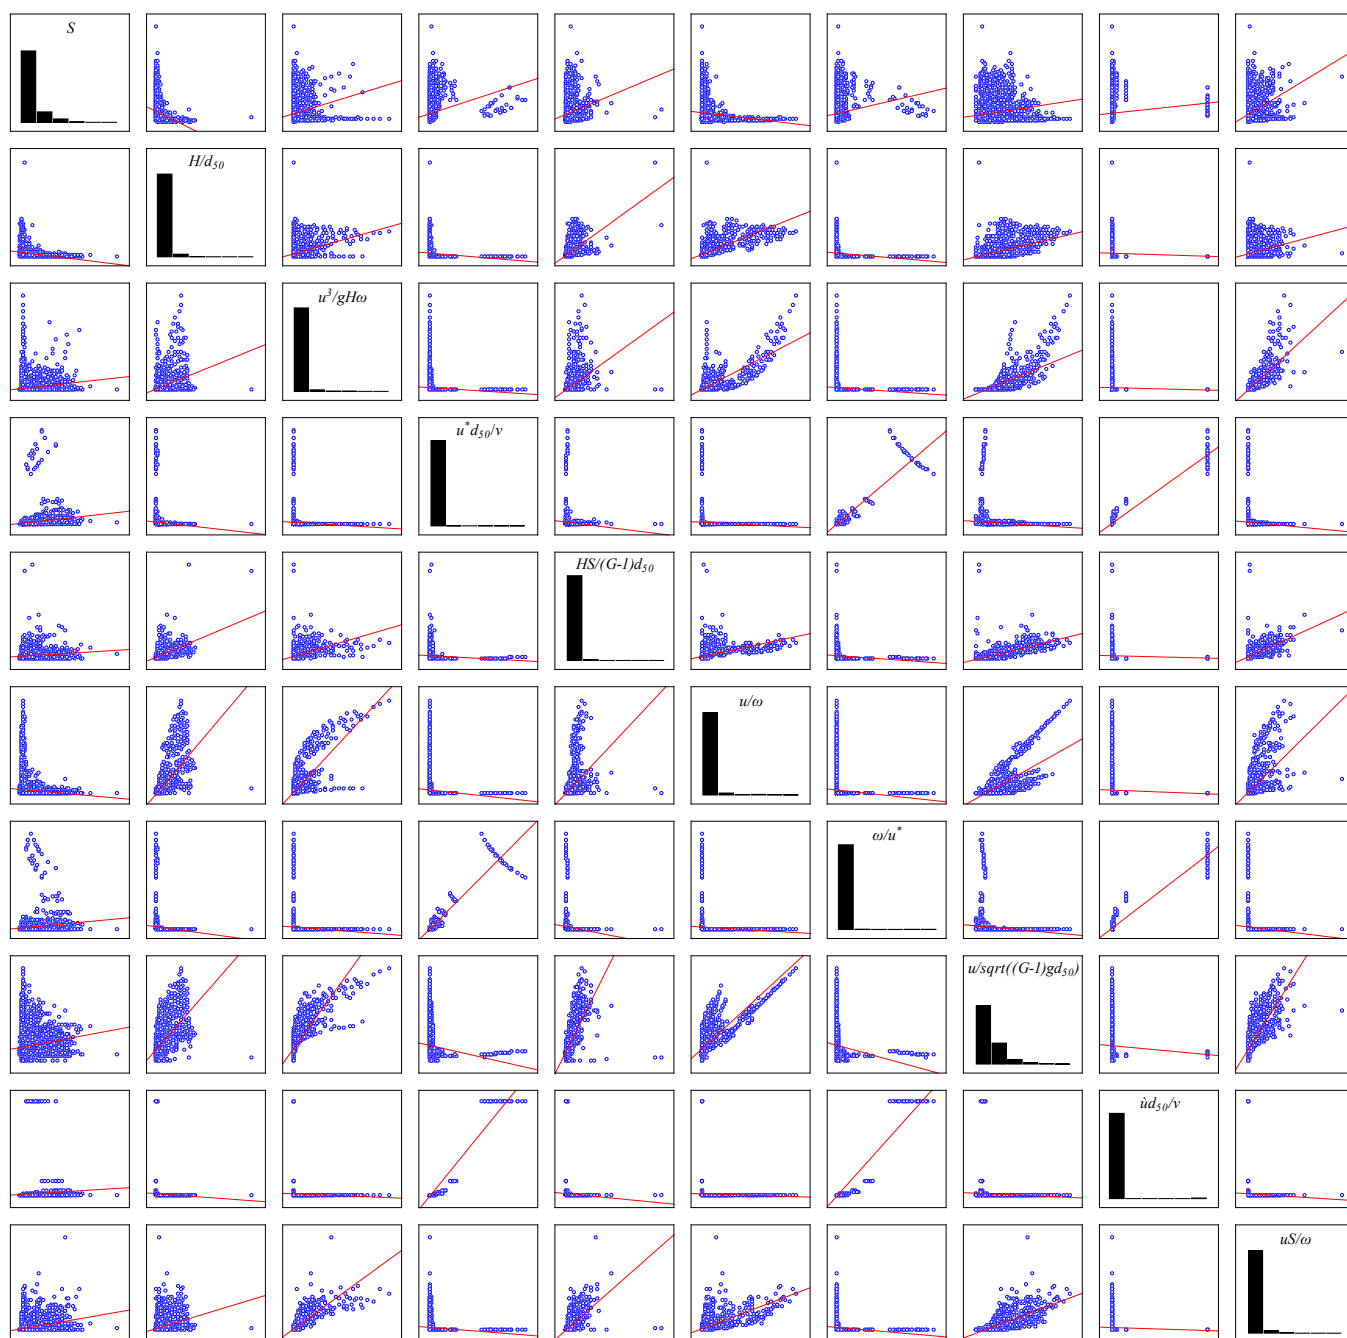 S
H/d₅₀
u³/gHω
u*d₅₀/v
HS/(G-1)d₅₀
u/ω
ω/u*
u/sqrt((G-1)gd₅₀)
ùd₅₀/v
uS/ω